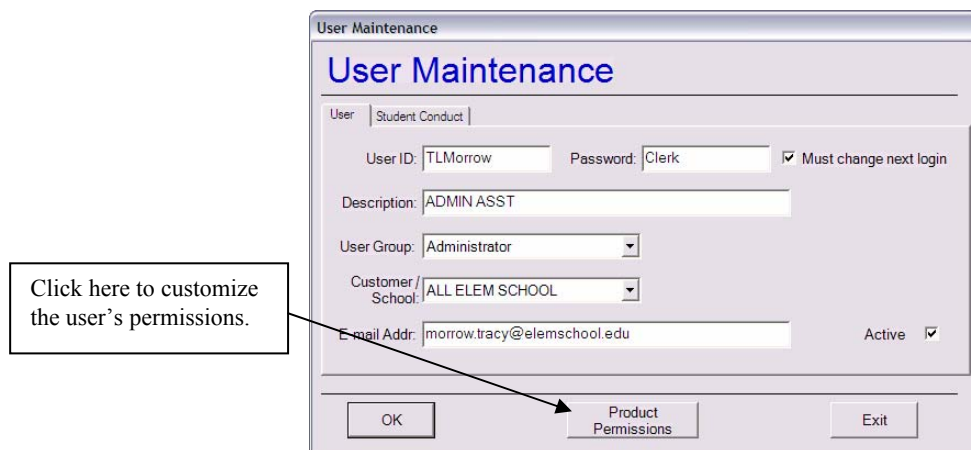 User Maintenance
User Maintenance
User Student Conduct
User ID: TLMorrow Password: Clerk Must change next login
Description: ADMIN ASST
User Group: Administrator
Customer /
School: ALL ELEM SCHOOL
E-mail Addr: morrow.tracy@elemschool.edu Active
Click here to customize
the user’s permissions.
OK Product Permissions Exit